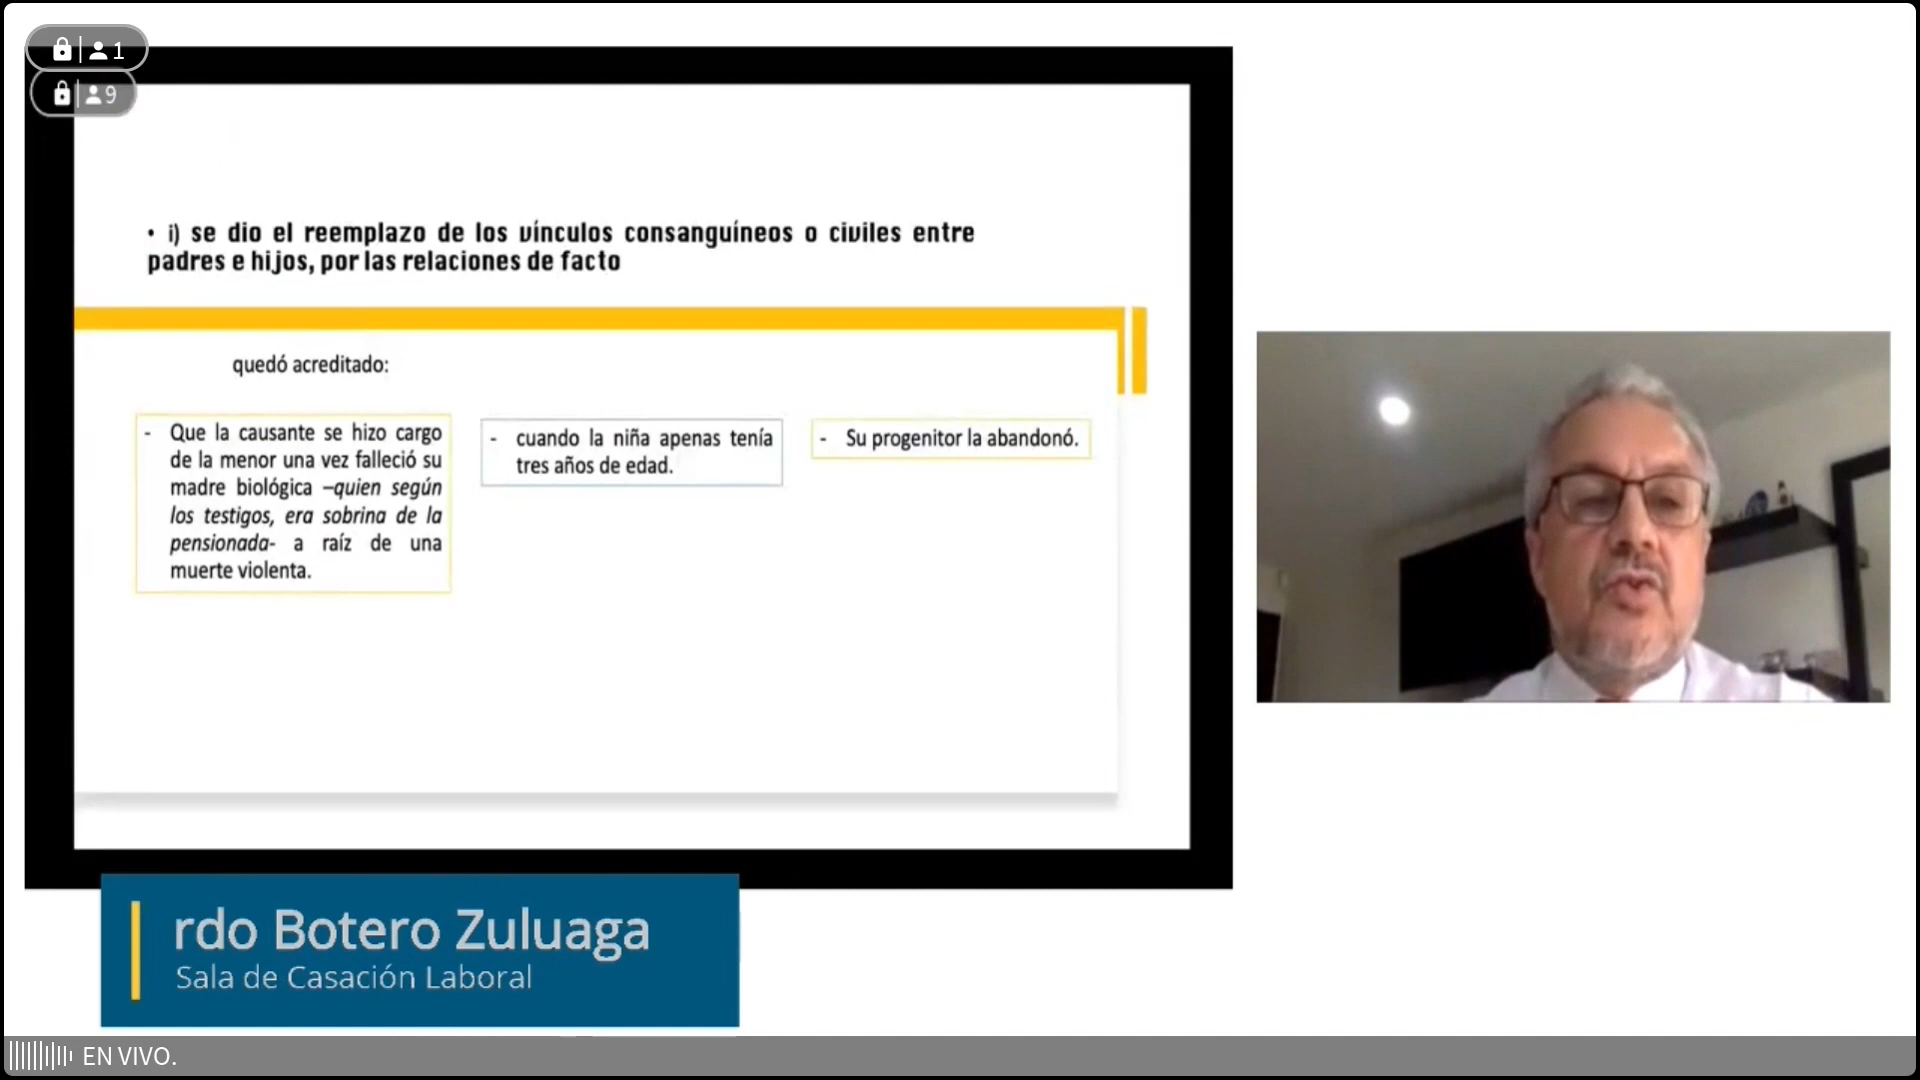 1
9
• i) se dio el reemplazo de los vínculos consanguíneos o civiles entre
padres e hijos, por las relaciones de facto
quedó acreditado:
- Que la causante se hizo cargo
de la menor una vez falleció su
madre biológica –quien según
los testigos, era sobrina de la
pensionada- a raíz de una
muerte violenta.
- cuando la niña apenas tenía
tres años de edad.
- Su progenitor la abandonó.
rdo Botero Zuluaga
Sala de Casación Laboral
EN VIVO.